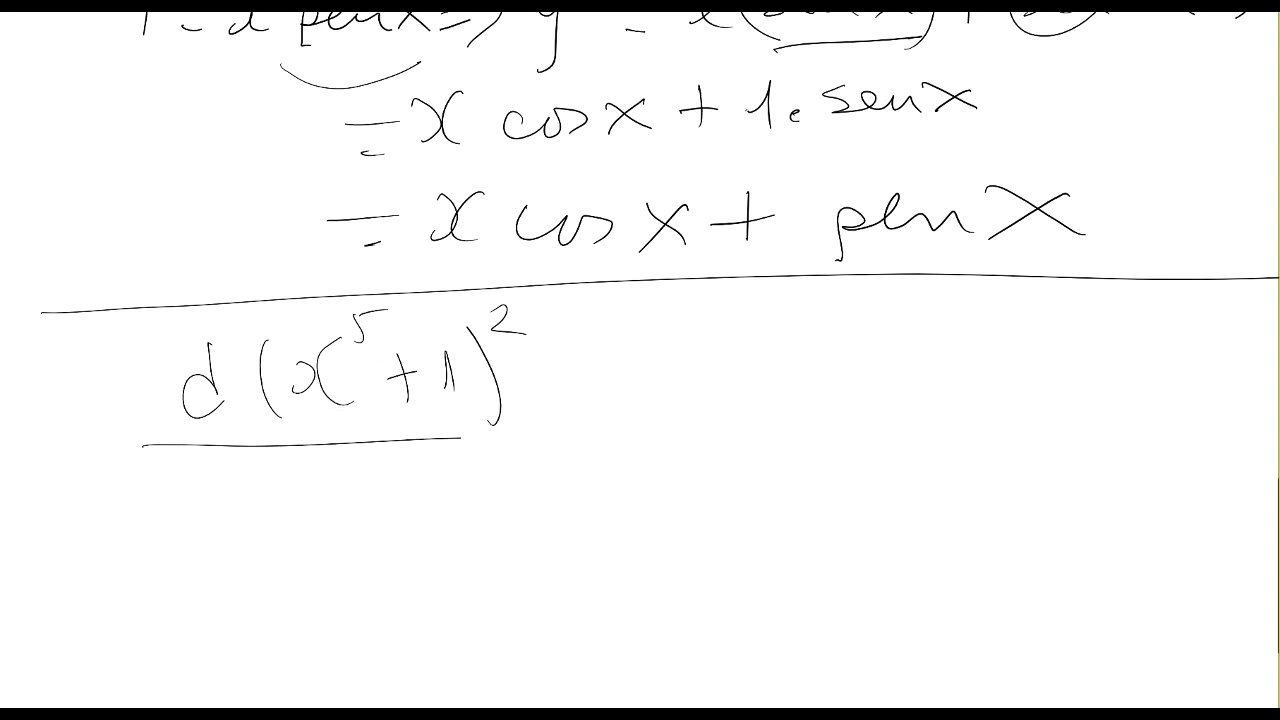 = x cos x + 1. sen x
= x cos x + sen x
d (x⁵ + 1)²